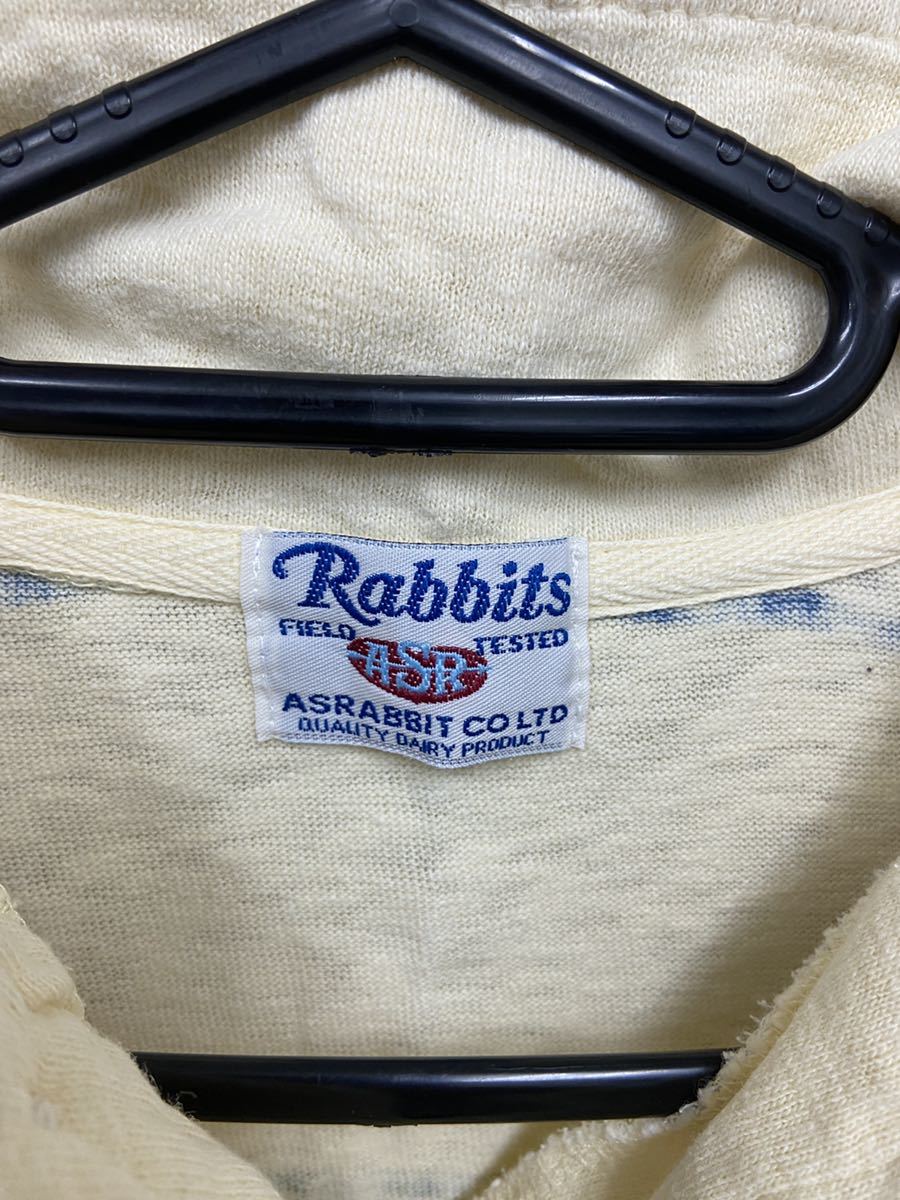 Rabbits
FIELD TESTED
ASR
ASRABBIT CO LTD
QUALITY DAIRY PRODUCT